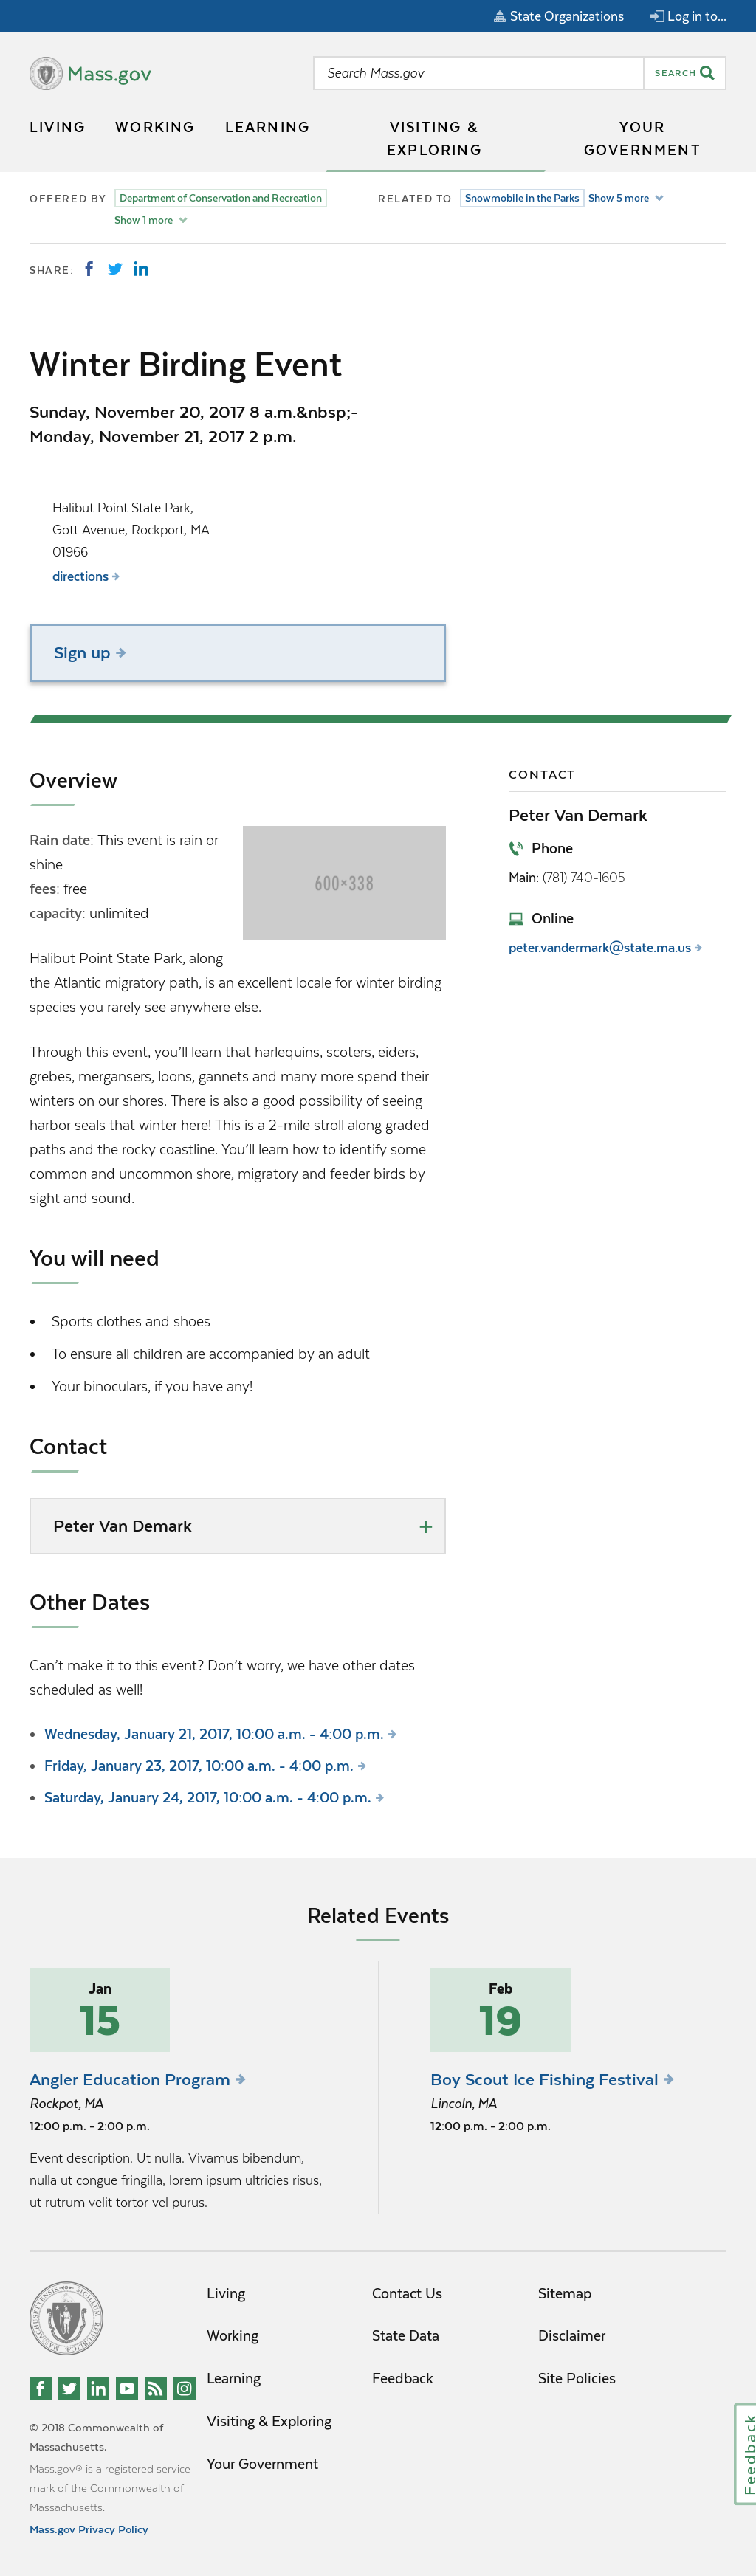 State Organizations
Log in to...
Mass.gov
Search Mass.gov
SEARCH
LIVING
WORKING
LEARNING
VISITING &
EXPLORING
YOUR
GOVERNMENT
OFFERED BY
Department of Conservation and Recreation
Show 1 more
RELATED TO
Snowmobile in the Parks
Show 5 more
SHARE:
Winter Birding Event
Sunday, November 20, 2017 8 a.m.&nbsp;-
Monday, November 21, 2017 2 p.m.
Halibut Point State Park,
Gott Avenue, Rockport, MA
01966
directions
Sign up
Overview
Rain date: This event is rain or
shine
fees: free
capacity: unlimited
600×338
Halibut Point State Park, along
the Atlantic migratory path, is an excellent locale for winter birding
species you rarely see anywhere else.
Through this event, you’ll learn that harlequins, scoters, eiders,
grebes, mergansers, loons, gannets and many more spend their
winters on our shores. There is also a good possibility of seeing
harbor seals that winter here! This is a 2-mile stroll along graded
paths and the rocky coastline. You’ll learn how to identify some
common and uncommon shore, migratory and feeder birds by
sight and sound.
You will need
Sports clothes and shoes
To ensure all children are accompanied by an adult
Your binoculars, if you have any!
Contact
Peter Van Demark
Other Dates
Can’t make it to this event? Don’t worry, we have other dates
scheduled as well!
Wednesday, January 21, 2017, 10:00 a.m. - 4:00 p.m.
Friday, January 23, 2017, 10:00 a.m. - 4:00 p.m.
Saturday, January 24, 2017, 10:00 a.m. - 4:00 p.m.
CONTACT
Peter Van Demark
Phone
Main: (781) 740-1605
Online
peter.vandermark@state.ma.us
Related Events
Jan
15
Angler Education Program
Rockpot, MA
12:00 p.m. - 2:00 p.m.
Event description. Ut nulla. Vivamus bibendum,
nulla ut congue fringilla, lorem ipsum ultricies risus,
ut rutrum velit tortor vel purus.
Feb
19
Boy Scout Ice Fishing Festival
Lincoln, MA
12:00 p.m. - 2:00 p.m.
© 2018 Commonwealth of
Massachusetts.
Mass.gov® is a registered service
mark of the Commonwealth of
Massachusetts.
Mass.gov Privacy Policy
Living
Working
Learning
Visiting & Exploring
Your Government
Contact Us
State Data
Feedback
Sitemap
Disclaimer
Site Policies
Feedback